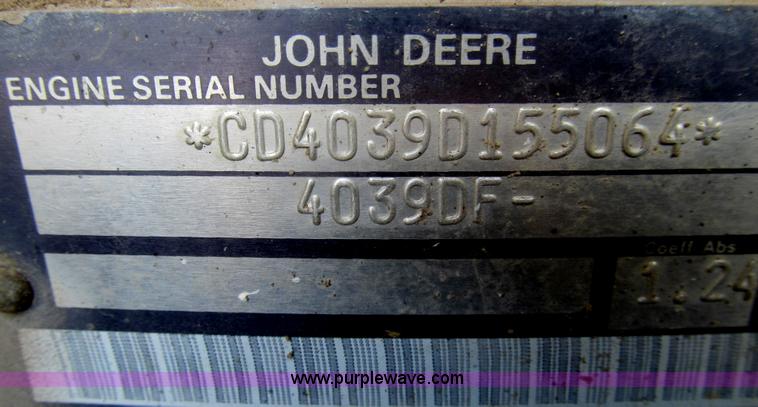 JOHN DEERE
ENGINE SERIAL NUMBER
*CD4039D155064*
4039DF-
Coeff Abs
1.24
www.purplewave.com